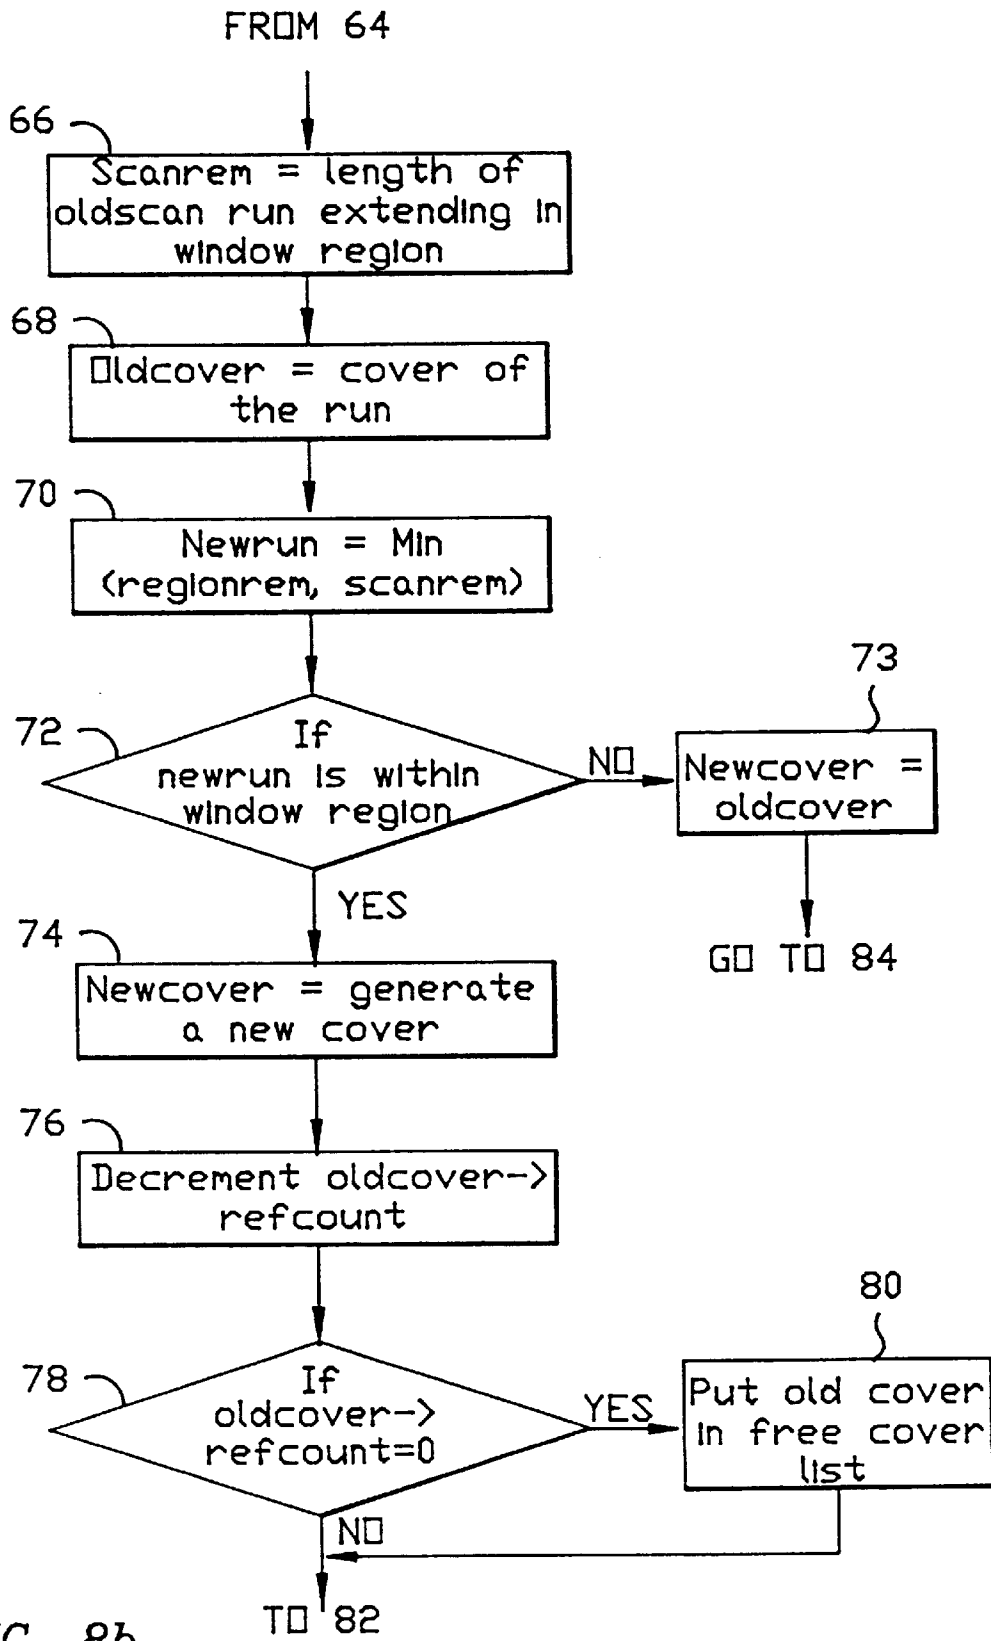 FROM 64
66
Scanrem = length of
oldscan run extending in
window region
68
Oldcover = cover of
the run
70
Newrun = Min
(regionrem, scanrem)
72
If
newrun is within
window region
NO
73
Newcover =
oldcover
GO TO 84
YES
74
Newcover = generate
a new cover
76
Decrement oldcover->
refcount
78
If
oldcover->
refcount=0
YES
80
Put old cover
in free cover
list
NO
TO 82
8b